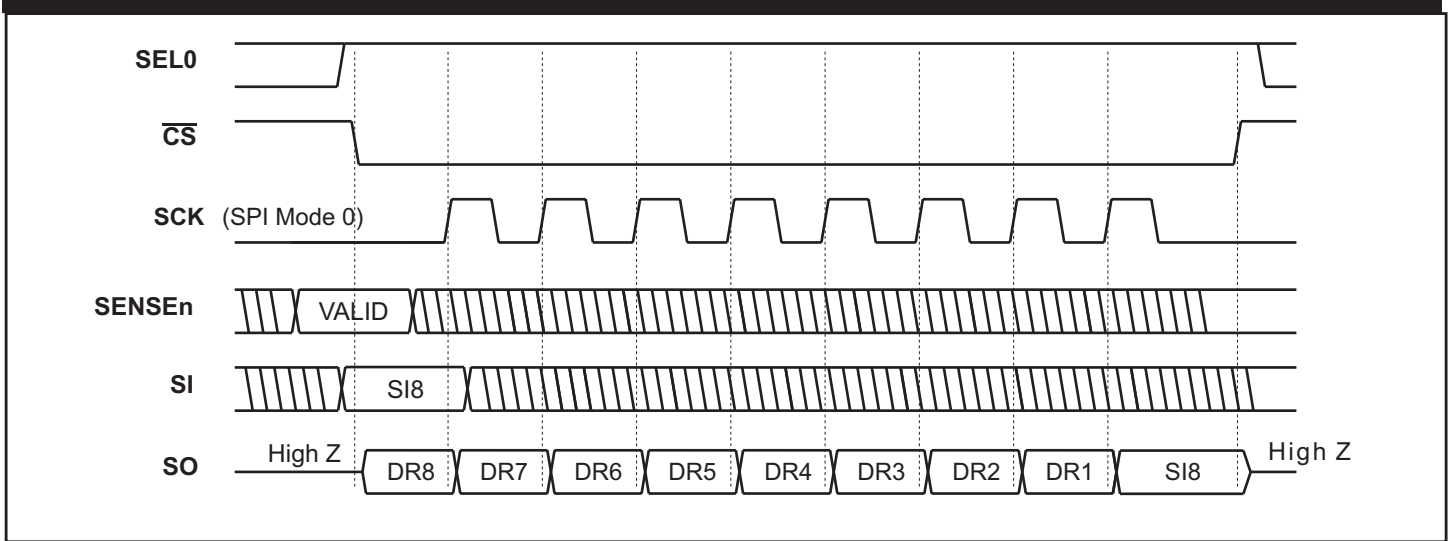 SEL0
CS
SCK (SPI Mode 0)
SENSEn VALID
SI SI8
SO High Z DR8 DR7 DR6 DR5 DR4 DR3 DR2 DR1 SI8 High Z